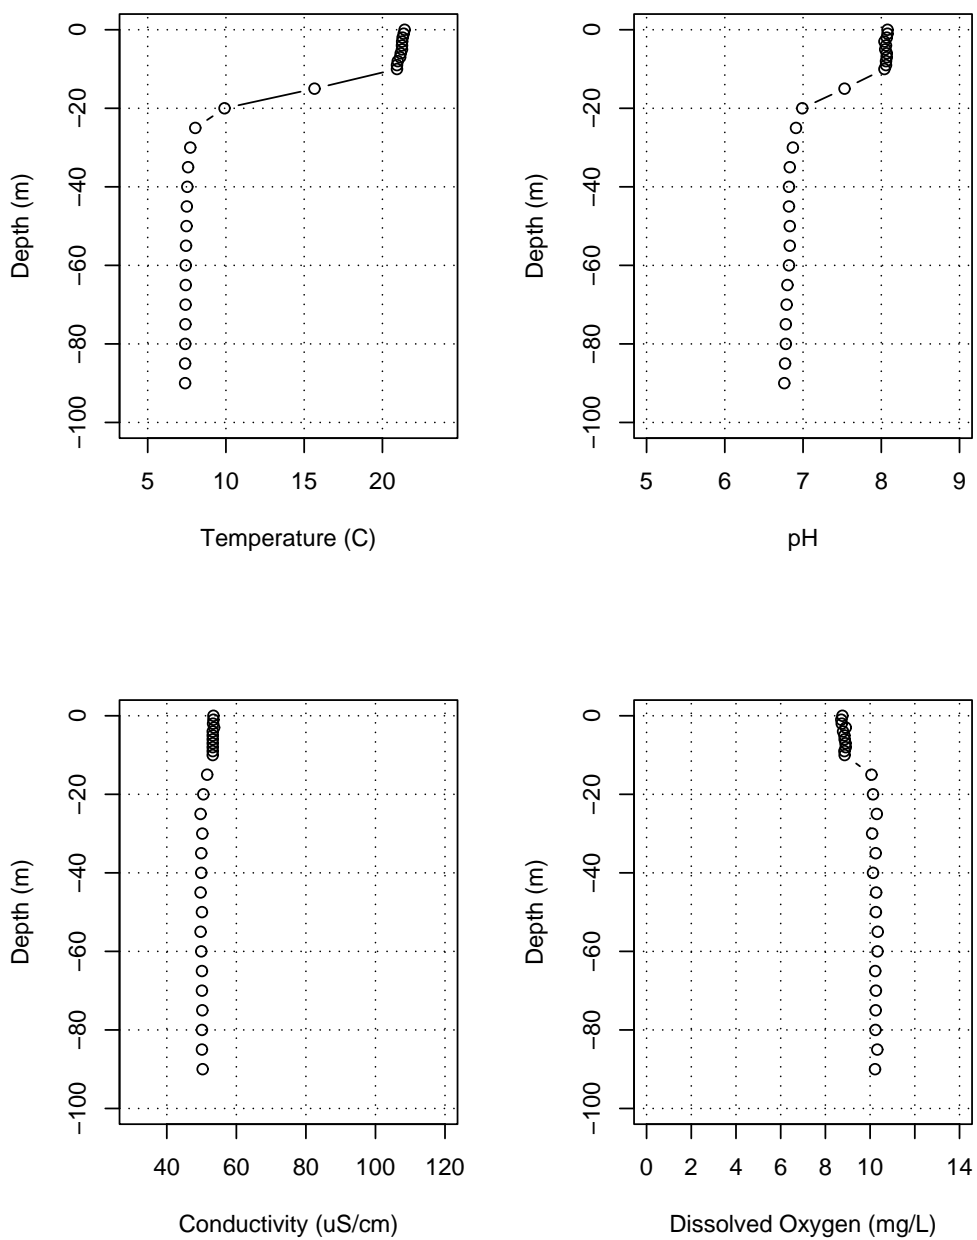 0
−20
−40
−60
−80
−100
Depth (m)
5 10 15 20
Temperature (C)
0
−20
−40
−60
−80
−100
Depth (m)
5 6 7 8 9
pH
0
−20
−40
−60
−80
−100
Depth (m)
40 60 80 100 120
Conductivity (uS/cm)
0
−20
−40
−60
−80
−100
Depth (m)
0 2 4 6 8 10 14
Dissolved Oxygen (mg/L)